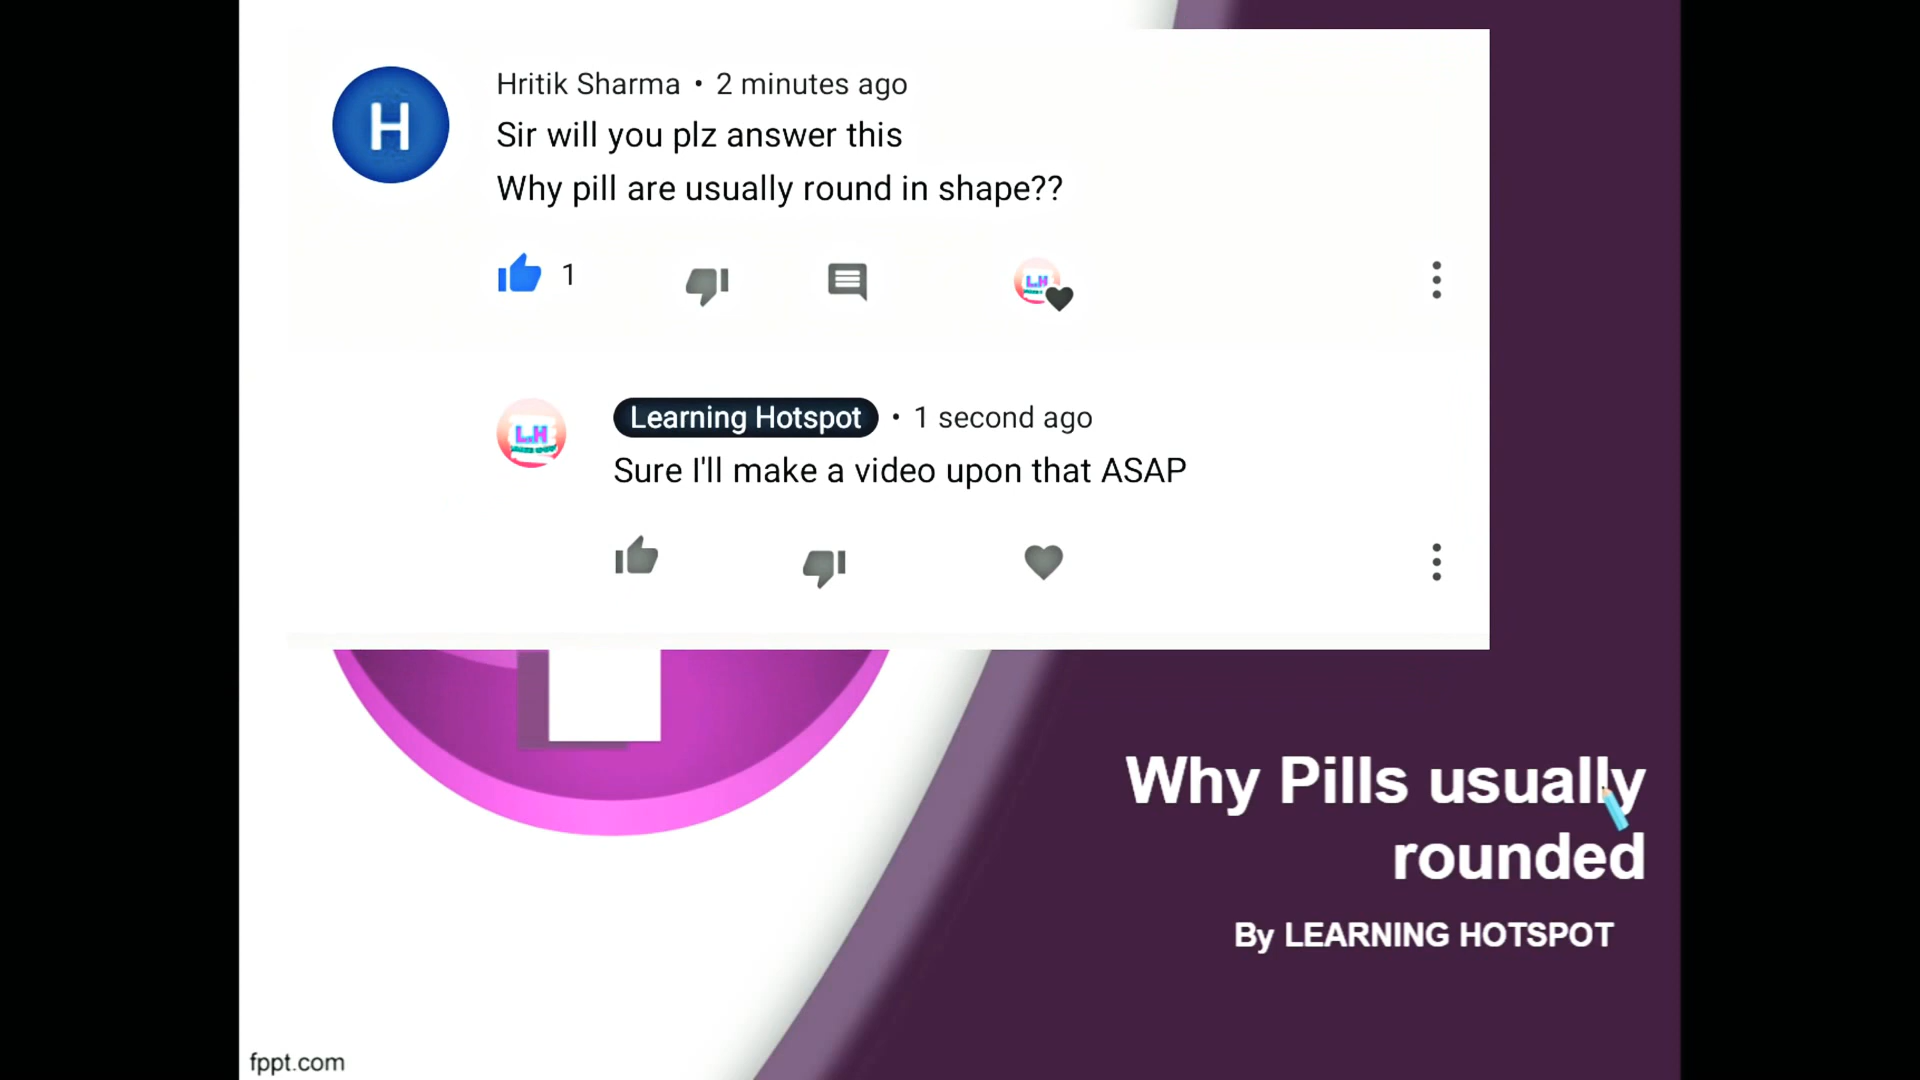 H
Hritik Sharma • 2 minutes ago
Sir will you plz answer this
Why pill are usually round in shape??
1
L.H
Learning Hotspot • 1 second ago
Sure I'll make a video upon that ASAP
L.H
Why Pills usually
rounded
By LEARNING HOTSPOT
fppt.com